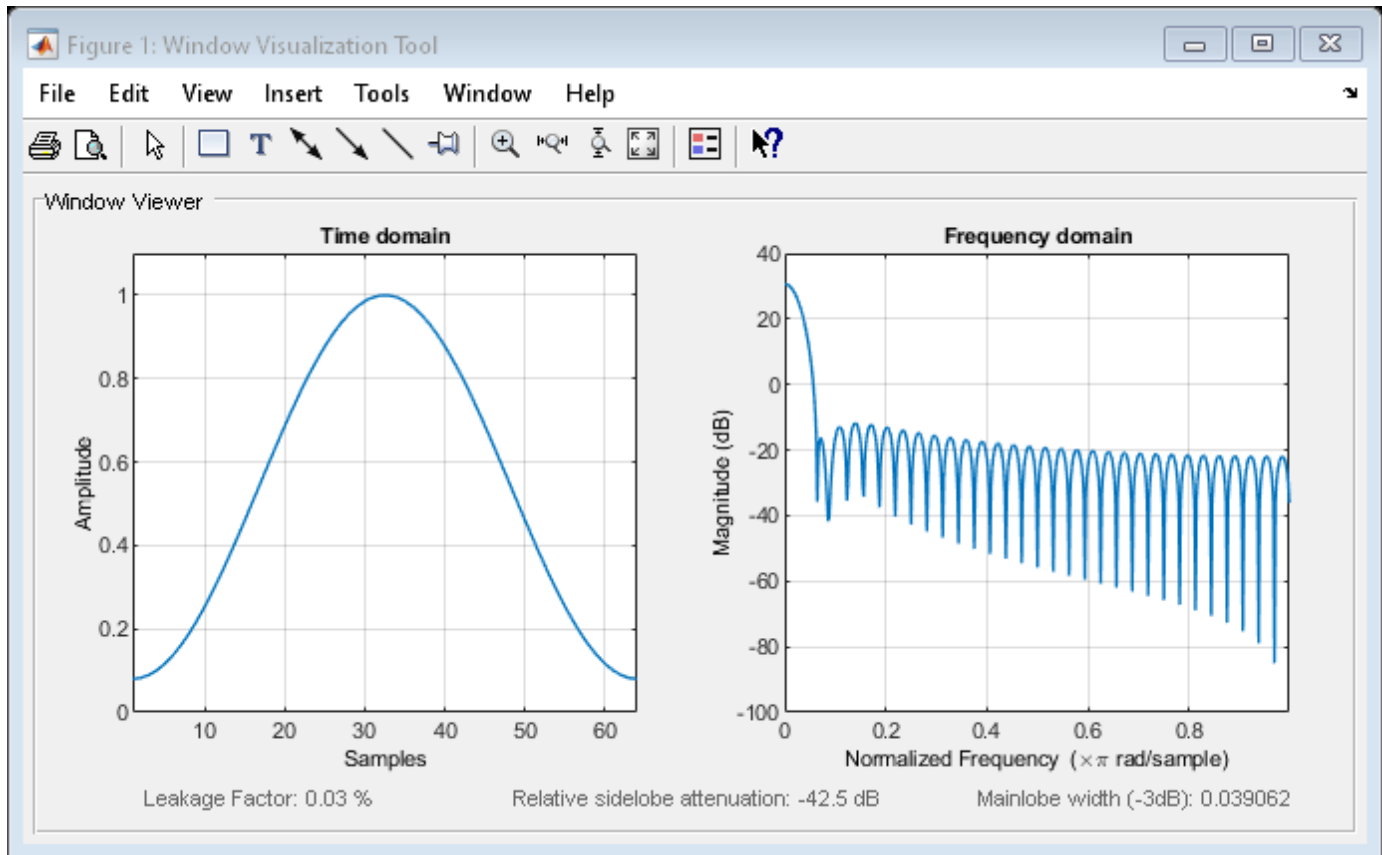 Figure 1: Window Visualization Tool
File Edit View Insert Tools Window Help
T
?
Window Viewer
Time domain
Amplitude
1
0.8
0.6
0.4
0.2
0
10 20 30 40 50 60
Samples
Frequency domain
Magnitude (dB)
40
20
0
-20
-40
-60
-80
-100
0 0.2 0.4 0.6 0.8
Normalized Frequency (×π rad/sample)
Leakage Factor: 0.03 %
Relative sidelobe attenuation: -42.5 dB
Mainlobe width (-3dB): 0.039062